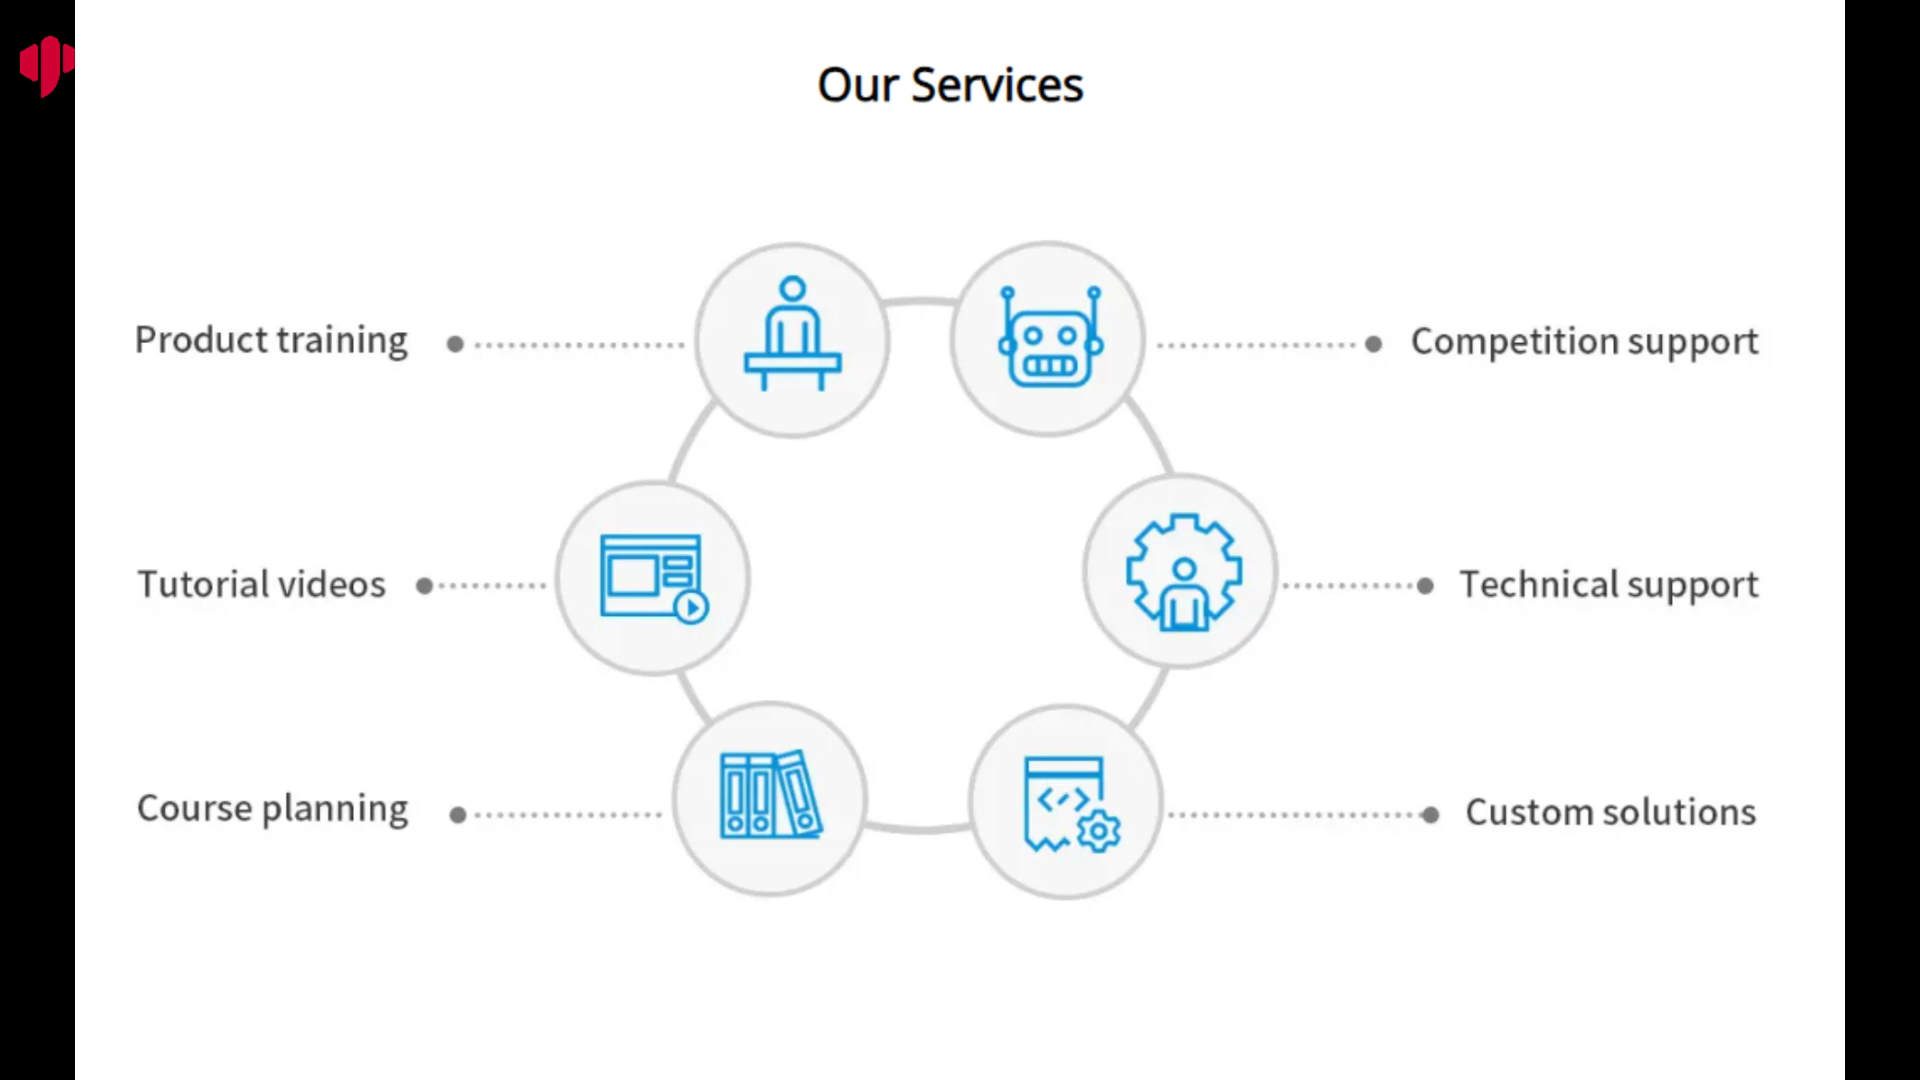 Our Services
Product training
Competition support
Tutorial videos
Technical support
Course planning
Custom solutions